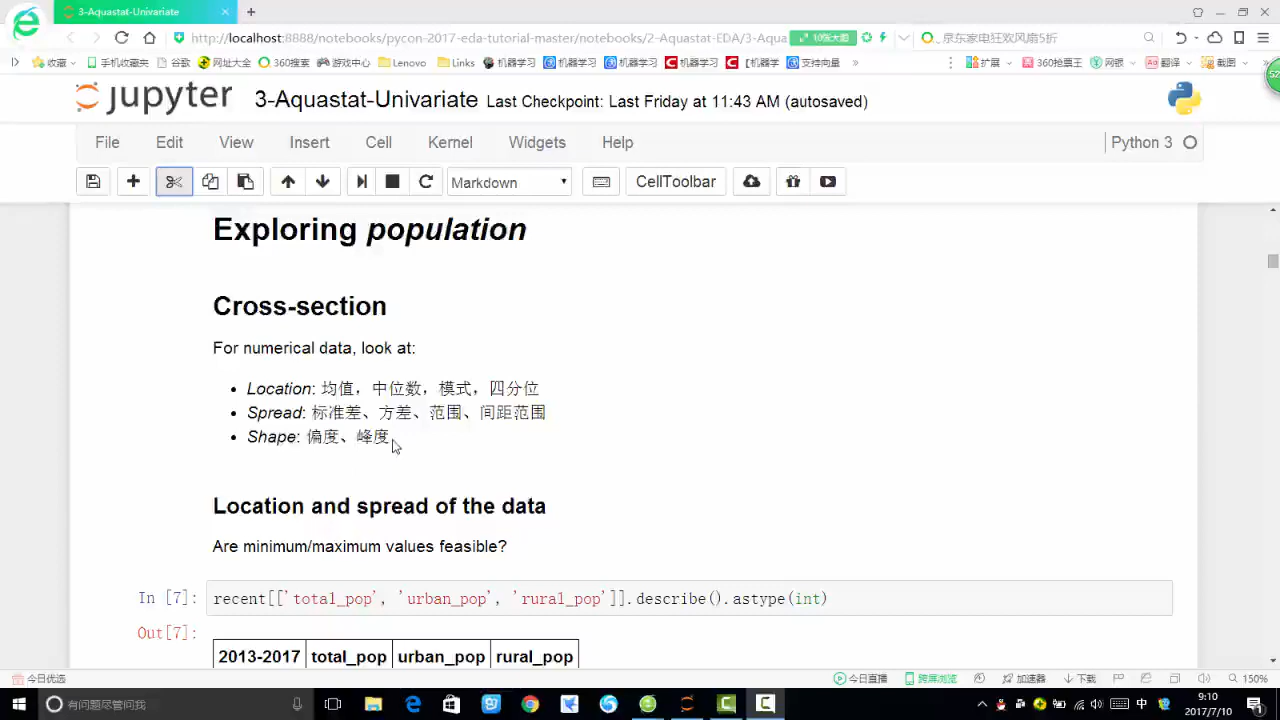 3-Aquastat-Univariate
http://localhost:8888/notebooks/pycon-2017-eda-tutorial-master/notebooks/2-Aquastat-EDA/3-Aqua
10张大图
京东家电狂欢风扇5折
收藏 手机收藏夹 谷歌 网址大全 360搜索 游戏中心 Lenovo Links 机器学习 机器学习 机器学习 机器学习 【机器学 支持向量 » 扩展 360抢票王 网银 翻译 截图 »
jupyter 3-Aquastat-Univariate Last Checkpoint: Last Friday at 11:43 AM (autosaved)
File Edit View Insert Cell Kernel Widgets Help Python 3
Markdown CellToolbar
Exploring population
Cross-section
For numerical data, look at:
• Location: 均值，中位数，模式，四分位
• Spread: 标准差、方差、范围、间距范围
• Shape: 偏度、峰度
Location and spread of the data
Are minimum/maximum values feasible?
In [7]: recent[['total_pop', 'urban_pop', 'rural_pop']].describe().astype(int)
Out[7]:
2013-2017 total_pop urban_pop rural_pop
今日优选 今日直播 跨屏浏览 加速器 下载 150%
有问题尽管问我
中
9:10
2017/7/10